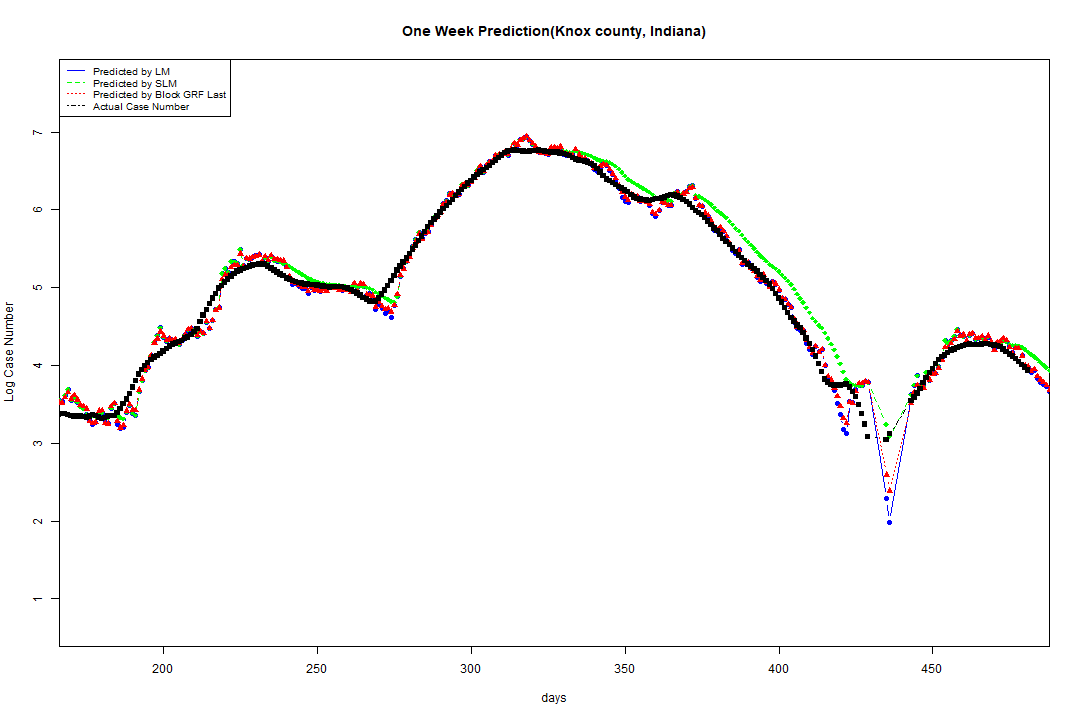 One Week Prediction(Knox county, Indiana)
Predicted by LM
Predicted by SLM
Predicted by Block GRF Last
Actual Case Number
7
6
5
4
3
2
1
Log Case Number
200 250 300 350 400 450
days